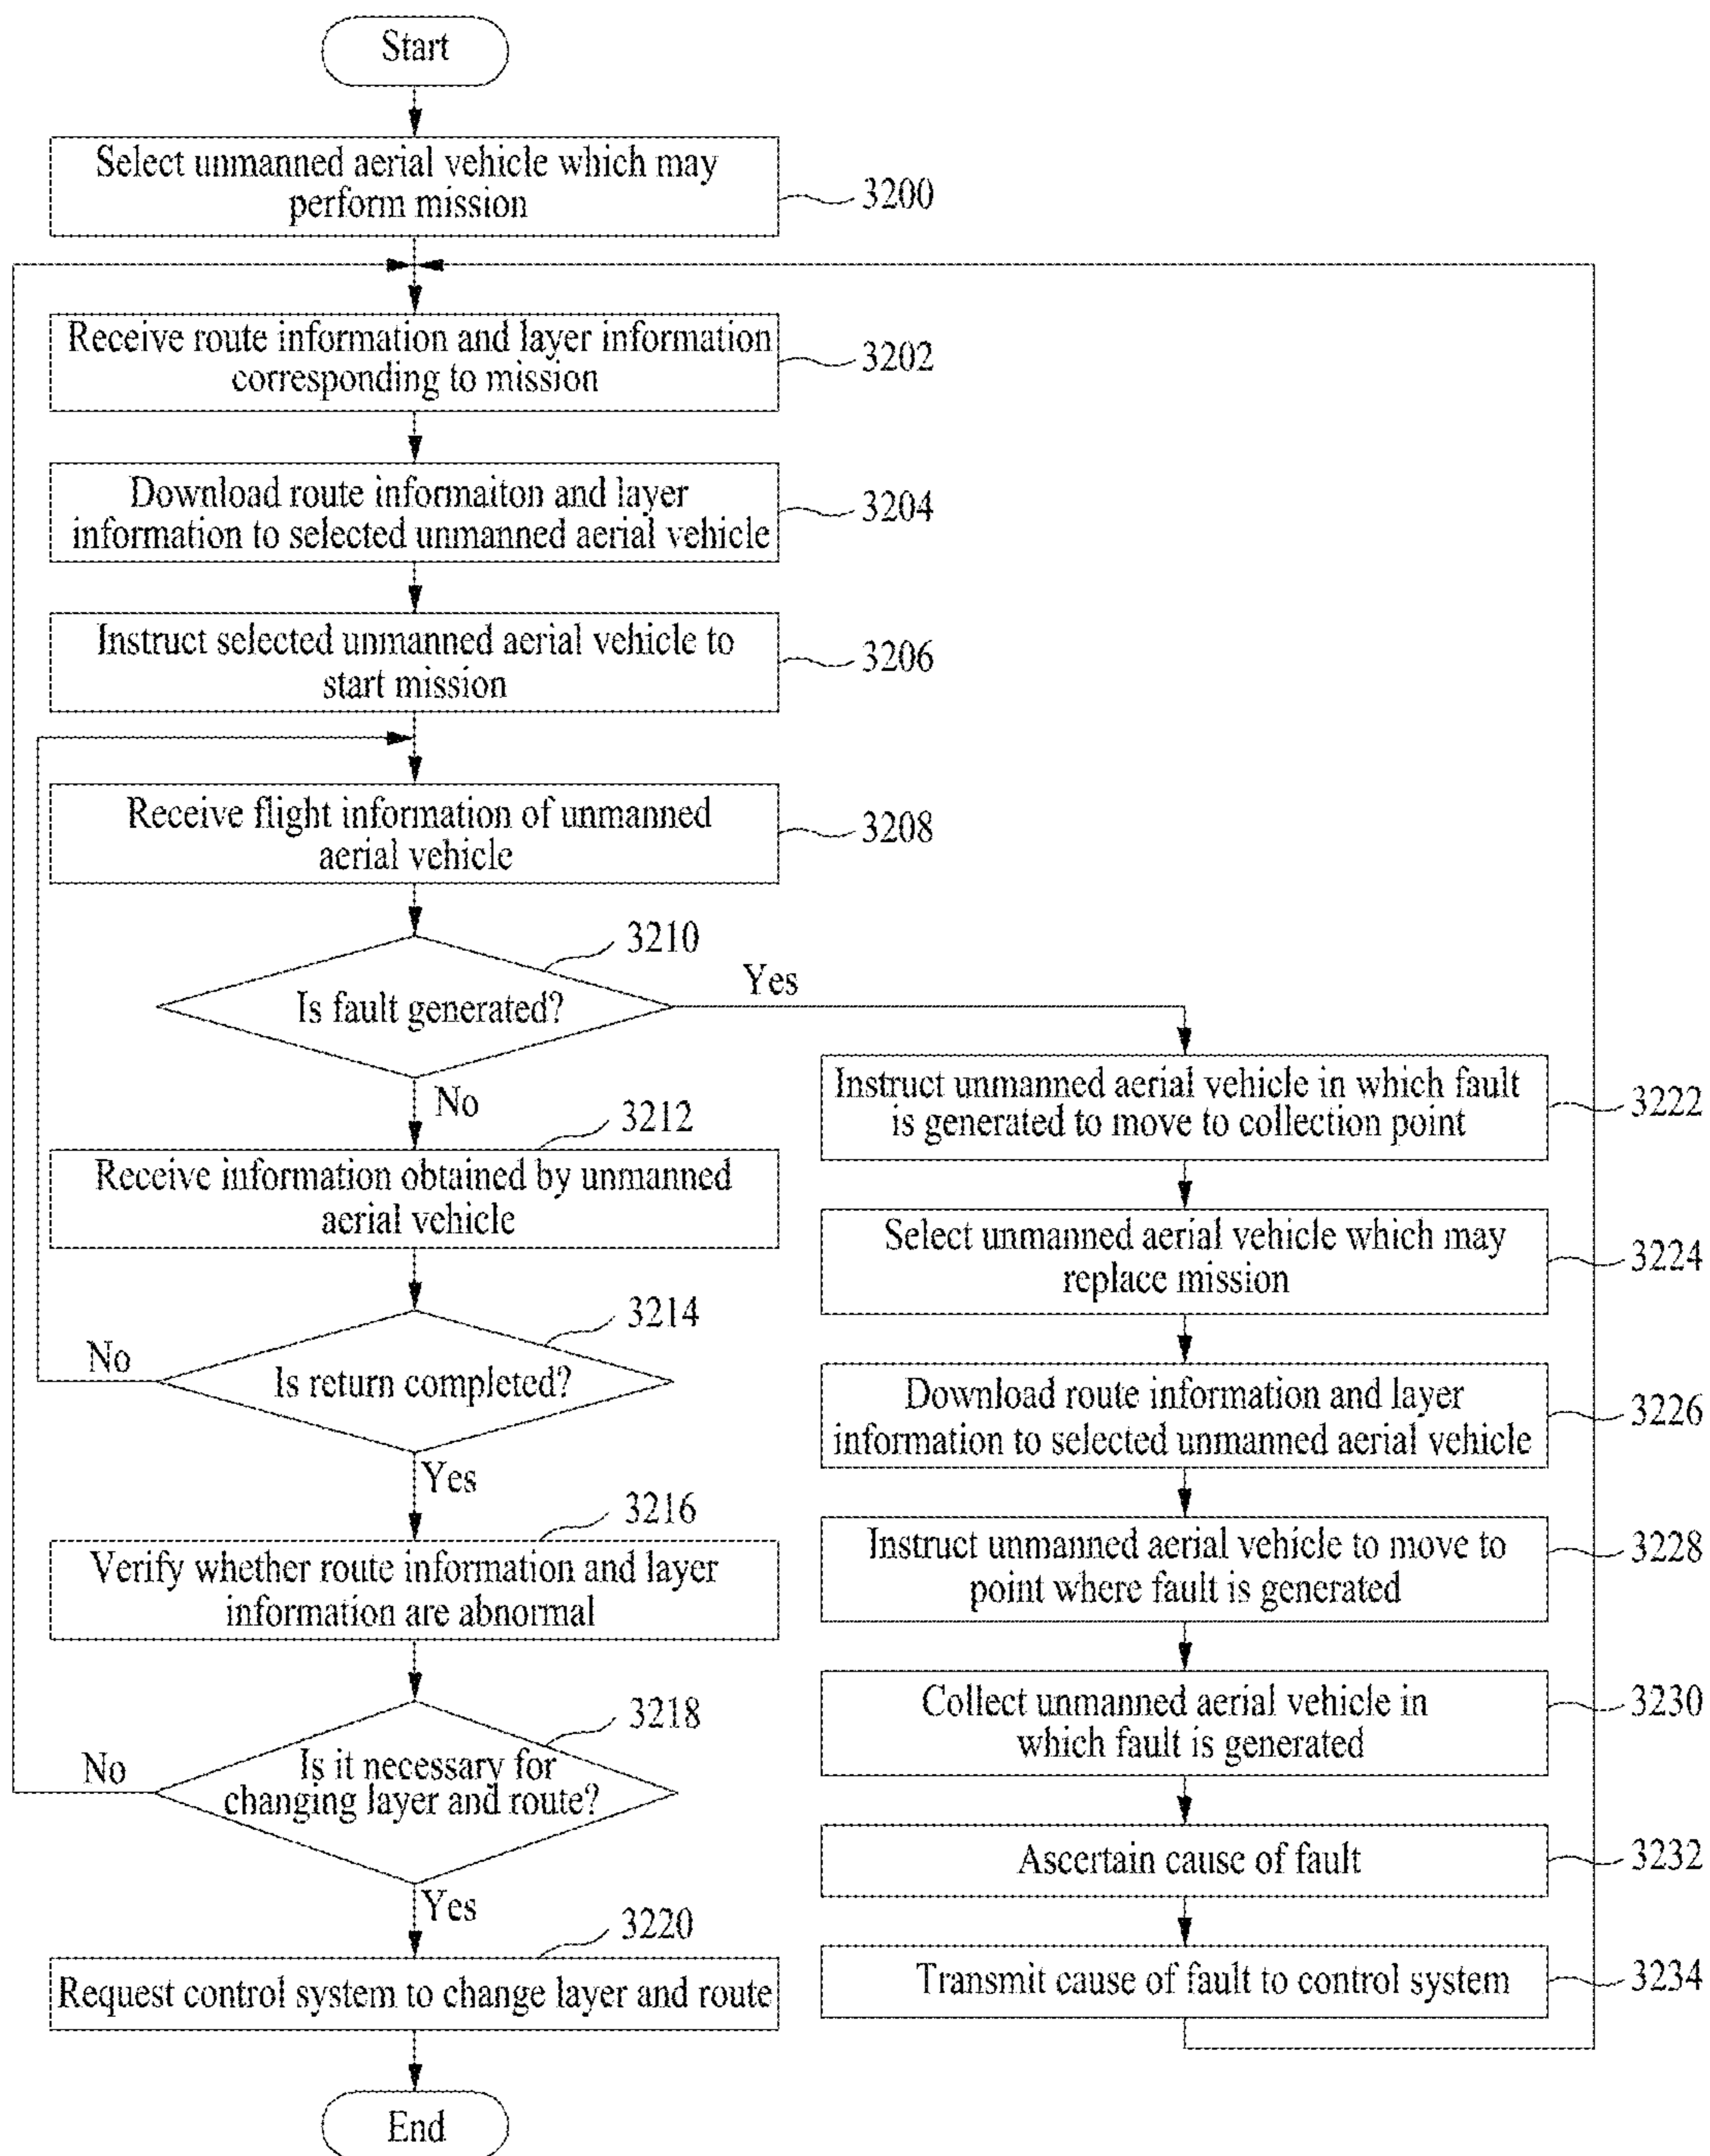 Start
Select unmanned aerial vehicle which may
perform mission
3200
Receive route information and layer information
corresponding to mission
3202
Download route informaiton and layer
information to selected unmanned aerial vehicle
3204
Instruct selected unmanned aerial vehicle to
start mission
3206
Receive flight information of unmanned
aerial vehicle
3208
3210
Is fault generated?
Yes
No
3212
Receive information obtained by unmanned
aerial vehicle
3214
Is return completed?
No
Yes
3216
Verify whether route information and layer
information are abnormal
3218
Is it necessary for
changing layer and route?
No
Yes
3220
Request control system to change layer and route
End
Instruct unmanned aerial vehicle in which fault
is generated to move to collection point
3222
Select unmanned aerial vehicle which may
replace mission
3224
Download route information and layer
information to selected unmanned aerial vehicle
3226
Instruct unmanned aerial vehicle to move to
point where fault is generated
3228
Collect unmanned aerial vehicle in
which fault is generated
3230
Ascertain cause of fault
3232
Transmit cause of fault to control system
3234